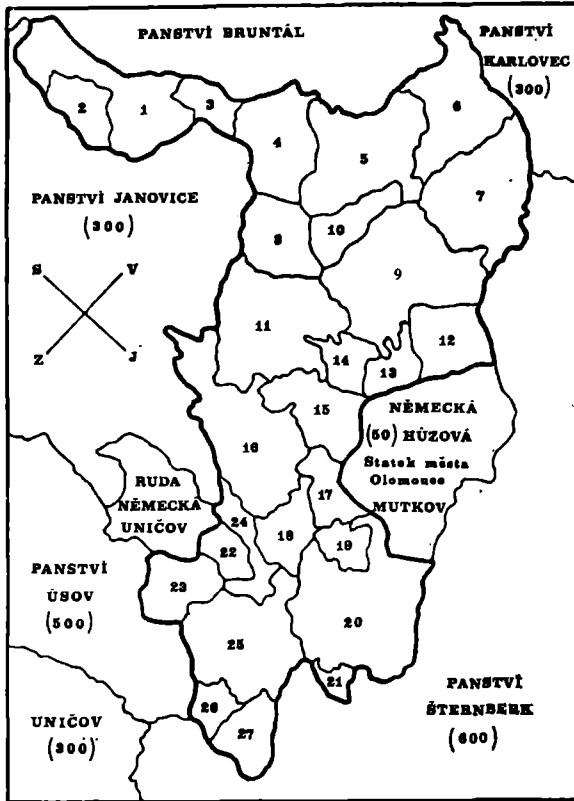 PANSTVÍ BRUNTÁL
PANSTVÍ
KARLOVEC
(300)
2
1
3
4
5
6
7
PANSTVÍ JANOVICE
(300)
8
10
9
S
V
Z
J
11
14
13
12
15
16
NĚMECKÁ
(50) HÚZOVÁ
Statek města
Olomouce
MUTKOV
RUDA
NĚMECKÁ
UNIČOV
17
24
18
19
22
23
PANSTVÍ
ÚSOV
(500)
20
25
21
26
27
UNIČOV
(300)
PANSTVÍ
ŠTERNBERK
(600)